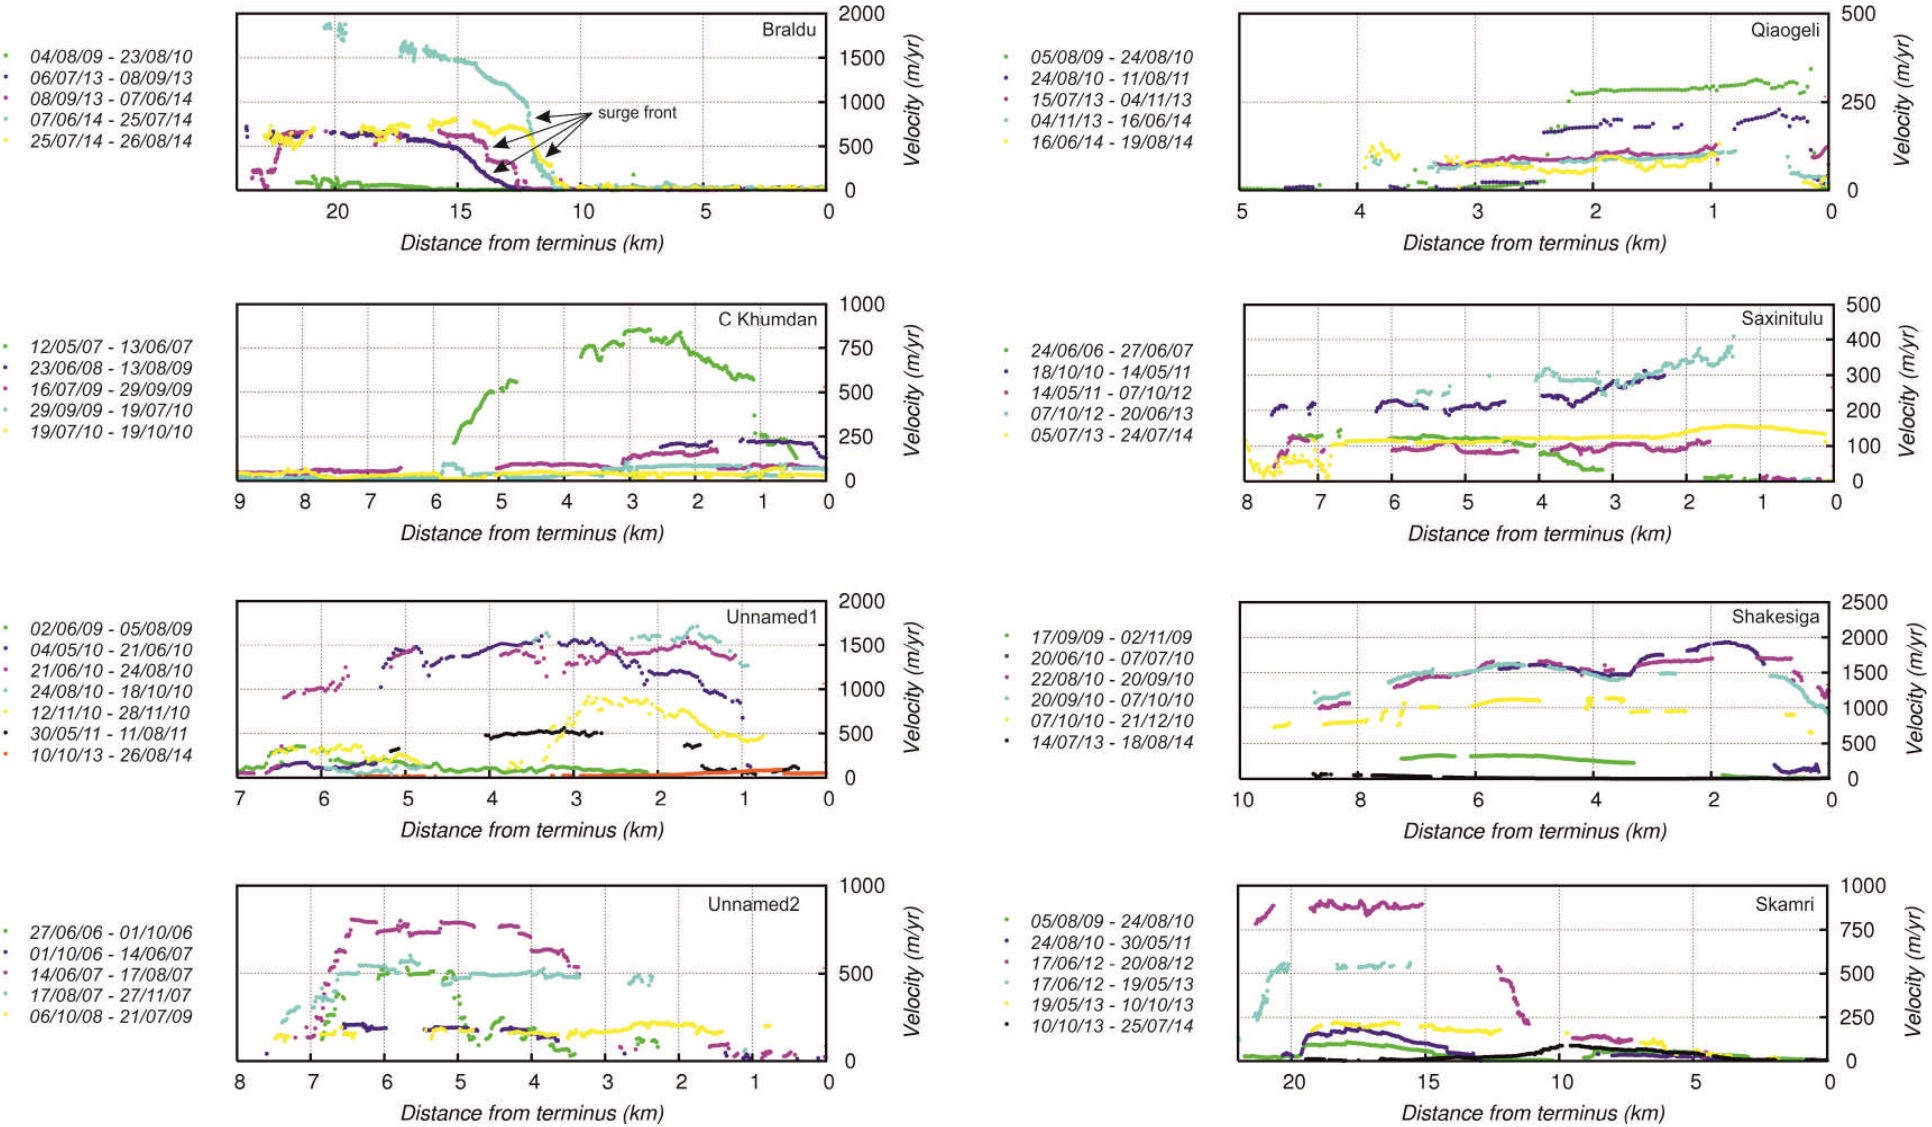 Braldu
04/08/09 - 23/08/10
06/07/13 - 08/09/13
08/09/13 - 07/06/14
07/06/14 - 25/07/14
25/07/14 - 26/08/14
surge front
2000
1500
1000
500
0
Velocity (m/yr)
20 15 10 5 0
Distance from terminus (km)
Qiaogeli
05/08/09 - 24/08/10
24/08/10 - 11/08/11
15/07/13 - 04/11/13
04/11/13 - 16/06/14
16/06/14 - 19/08/14
500
250
0
Velocity (m/yr)
5 4 3 2 1 0
Distance from terminus (km)
C Khumdan
12/05/07 - 13/06/07
23/06/08 - 13/08/09
16/07/09 - 29/09/09
29/09/09 - 19/07/10
19/07/10 - 19/10/10
1000
750
500
250
0
Velocity (m/yr)
9 8 7 6 5 4 3 2 1 0
Distance from terminus (km)
Saxinitulu
24/06/06 - 27/06/07
18/10/10 - 14/05/11
14/05/11 - 07/10/12
07/10/12 - 20/06/13
05/07/13 - 24/07/14
500
400
300
200
100
0
Velocity (m/yr)
8 7 6 5 4 3 2 1 0
Distance from terminus (km)
Unnamed1
02/06/09 - 05/08/09
04/05/10 - 21/06/10
21/06/10 - 24/08/10
24/08/10 - 18/10/10
12/11/10 - 28/11/10
30/05/11 - 11/08/11
10/10/13 - 26/08/14
2000
1500
1000
500
0
Velocity (m/yr)
7 6 5 4 3 2 1 0
Distance from terminus (km)
Shakesiga
17/09/09 - 02/11/09
20/06/10 - 07/07/10
22/08/10 - 20/09/10
20/09/10 - 07/10/10
07/10/10 - 21/12/10
14/07/13 - 18/08/14
2500
2000
1500
1000
500
0
Velocity (m/yr)
10 8 6 4 2 0
Distance from terminus (km)
Unnamed2
27/06/06 - 01/10/06
01/10/06 - 14/06/07
14/06/07 - 17/08/07
17/08/07 - 27/11/07
06/10/08 - 21/07/09
1000
500
0
Velocity (m/yr)
8 7 6 5 4 3 2 1 0
Distance from terminus (km)
Skamri
05/08/09 - 24/08/10
24/08/10 - 30/05/11
17/06/12 - 20/08/12
17/06/12 - 19/05/13
19/05/13 - 10/10/13
10/10/13 - 25/07/14
1000
750
500
250
0
Velocity (m/yr)
20 15 10 5 0
Distance from terminus (km)